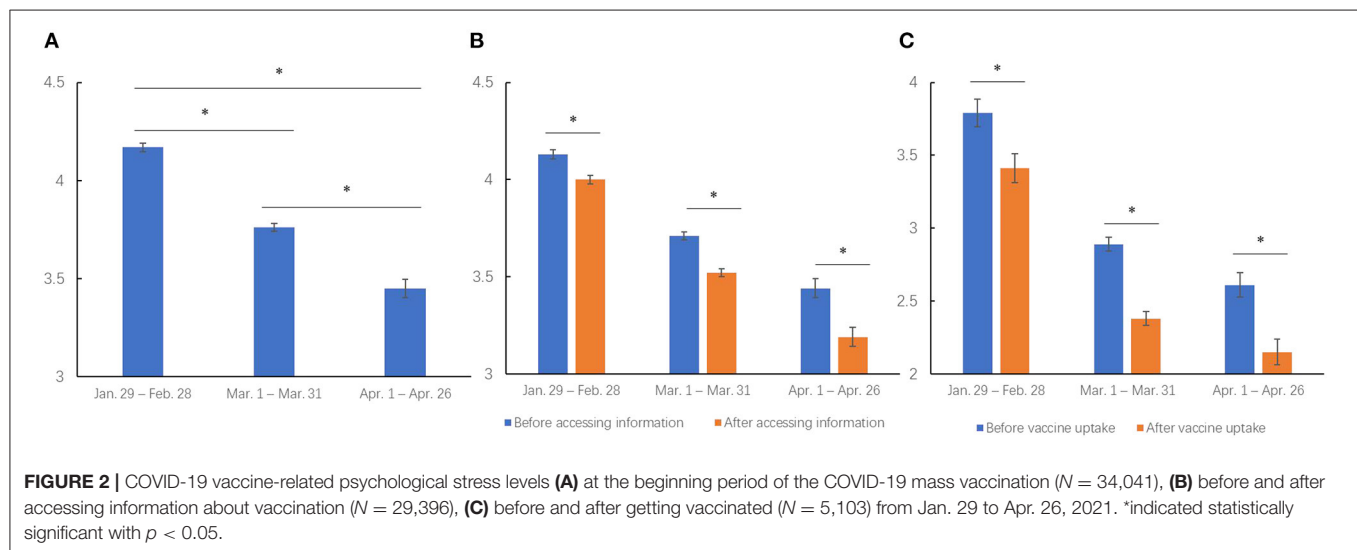 A
4.5
4
3.5
3
*
*
*
Jan. 29 – Feb. 28 Mar. 1 – Mar. 31 Apr. 1 – Apr. 26
B
4.5
4
3.5
3
*
*
*
Jan. 29 – Feb. 28 Mar. 1 – Mar. 31 Apr. 1 – Apr. 26
Before accessing information After accessing information
C
4
3.5
3
2.5
2
*
*
*
Jan. 29 – Feb. 28 Mar. 1 – Mar. 31 Apr. 1 – Apr. 26
Before vaccine uptake After vaccine uptake
FIGURE 2 | COVID-19 vaccine-related psychological stress levels (A) at the beginning period of the COVID-19 mass vaccination (N = 34,041), (B) before and after
accessing information about vaccination (N = 29,396), (C) before and after getting vaccinated (N = 5,103) from Jan. 29 to Apr. 26, 2021. *indicated statistically
significant with p < 0.05.